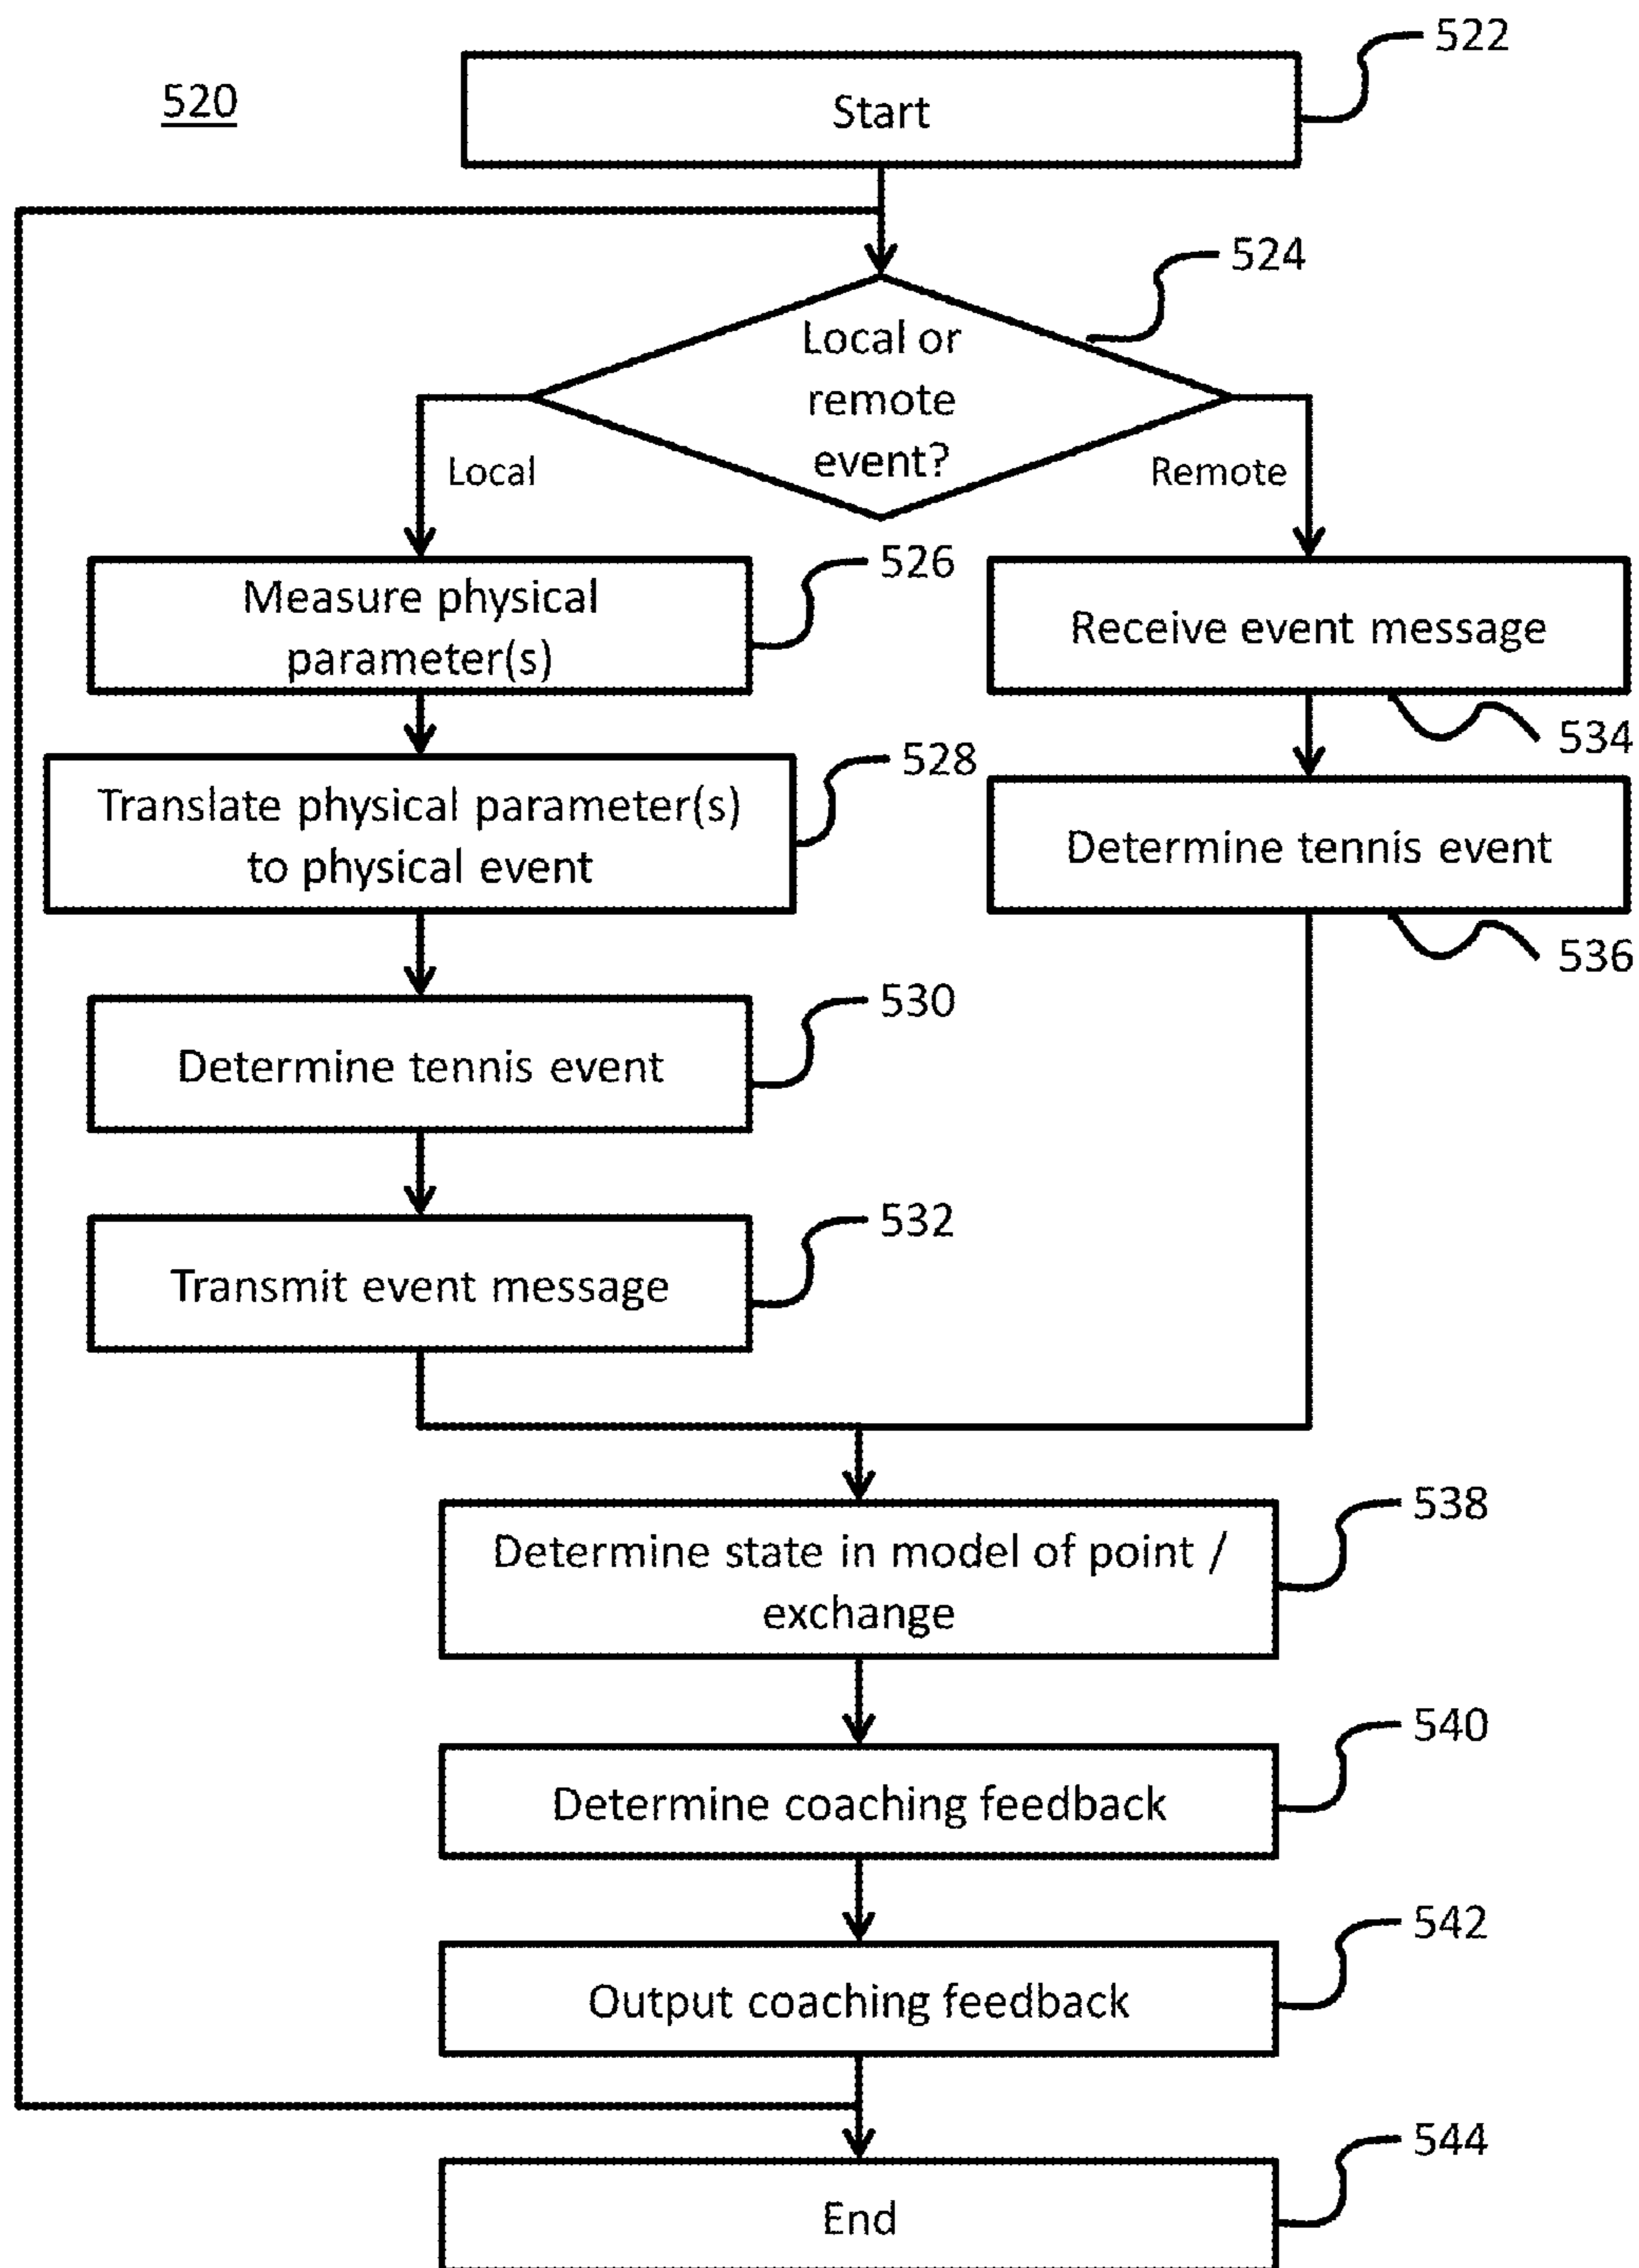 522
520
Start
524
Local or
remote
event?
Local
Remote
526
Measure physical
parameter(s)
Receive event message
534
528
Translate physical parameter(s)
to physical event
Determine tennis event
536
530
Determine tennis event
532
Transmit event message
538
Determine state in model of point /
exchange
540
Determine coaching feedback
542
Output coaching feedback
544
End